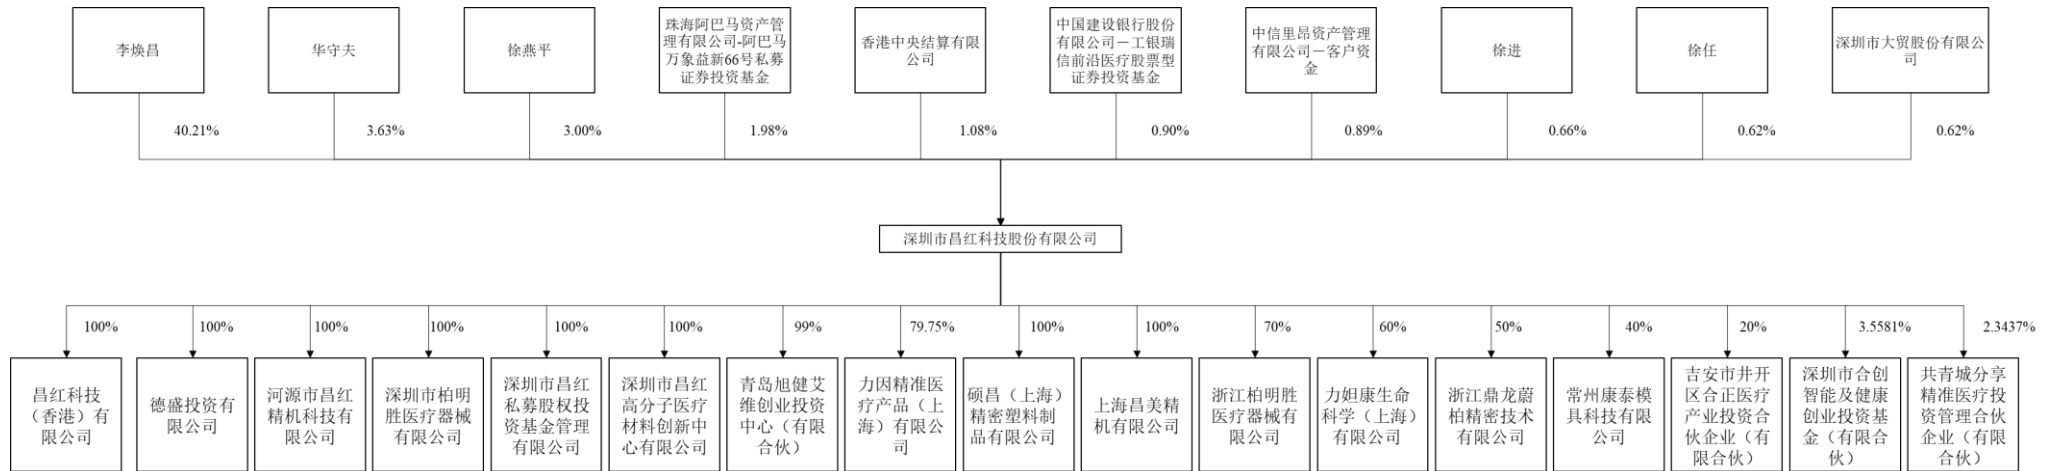 李焕昌
华守夫
徐燕平
珠海阿巴马资产管
理有限公司-阿巴马
万象益新66号私募
证券投资基金
香港中央结算有限
公司
中国建设银行股份
有限公司－工银瑞
信前沿医疗股票型
证券投资基金
中信里昂资产管理
有限公司－客户资
金
徐进
徐任
深圳市大贸股份有限公
司
40.21%
3.63%
3.00%
1.98%
1.08%
0.90%
0.89%
0.66%
0.62%
0.62%
深圳市昌红科技股份有限公司
100%
100%
100%
100%
100%
100%
99%
79.75%
100%
100%
70%
60%
50%
40%
20%
3.5581%
2.3437%
昌红科技
（香港）有
限公司
德盛投资有
限公司
河源市昌红
精机科技有
限公司
深圳市柏明
胜医疗器械
有限公司
深圳市昌红
私募股权投
资基金管理
有限公司
深圳市昌红
高分子医疗
材料创新中
心有限公司
青岛旭健艾
维创业投资
中心（有限
合伙）
力因精准医
疗产品（上
海）有限公
司
硕昌（上海）
精密塑料制
品有限公司
上海昌美精
机有限公司
浙江柏明胜
医疗器械有
限公司
力妲康生命
科学（上海）
有限公司
浙江鼎龙蔚
柏精密技术
有限公司
常州康泰模
具科技有限
公司
吉安市井开
区合正医疗
产业投资合
伙企业（有
限合伙）
深圳市合创
智能及健康
创业投资基
金（有限合
伙）
共青城分享
精准医疗投
资管理合伙
企业（有限
合伙）